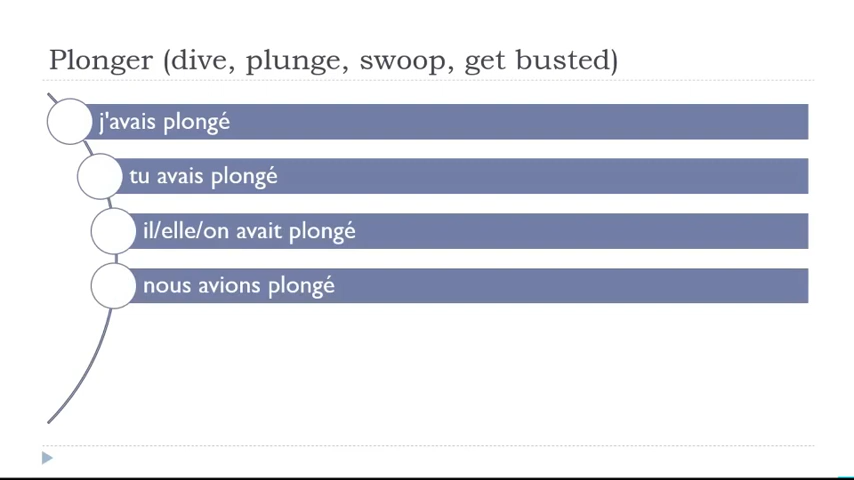 Plonger (dive, plunge, swoop, get busted)
j'avais plongé
tu avais plongé
il/elle/on avait plongé
nous avions plongé